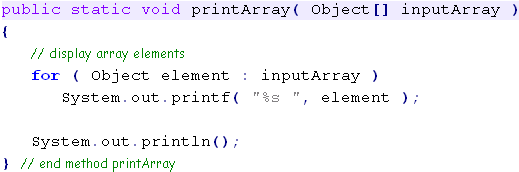 public static void printArray( Object[] inputArray )
{
// display array elements
for ( Object element : inputArray )
System.out.printf( "%s ", element );
System.out.println();
} // end method printArray